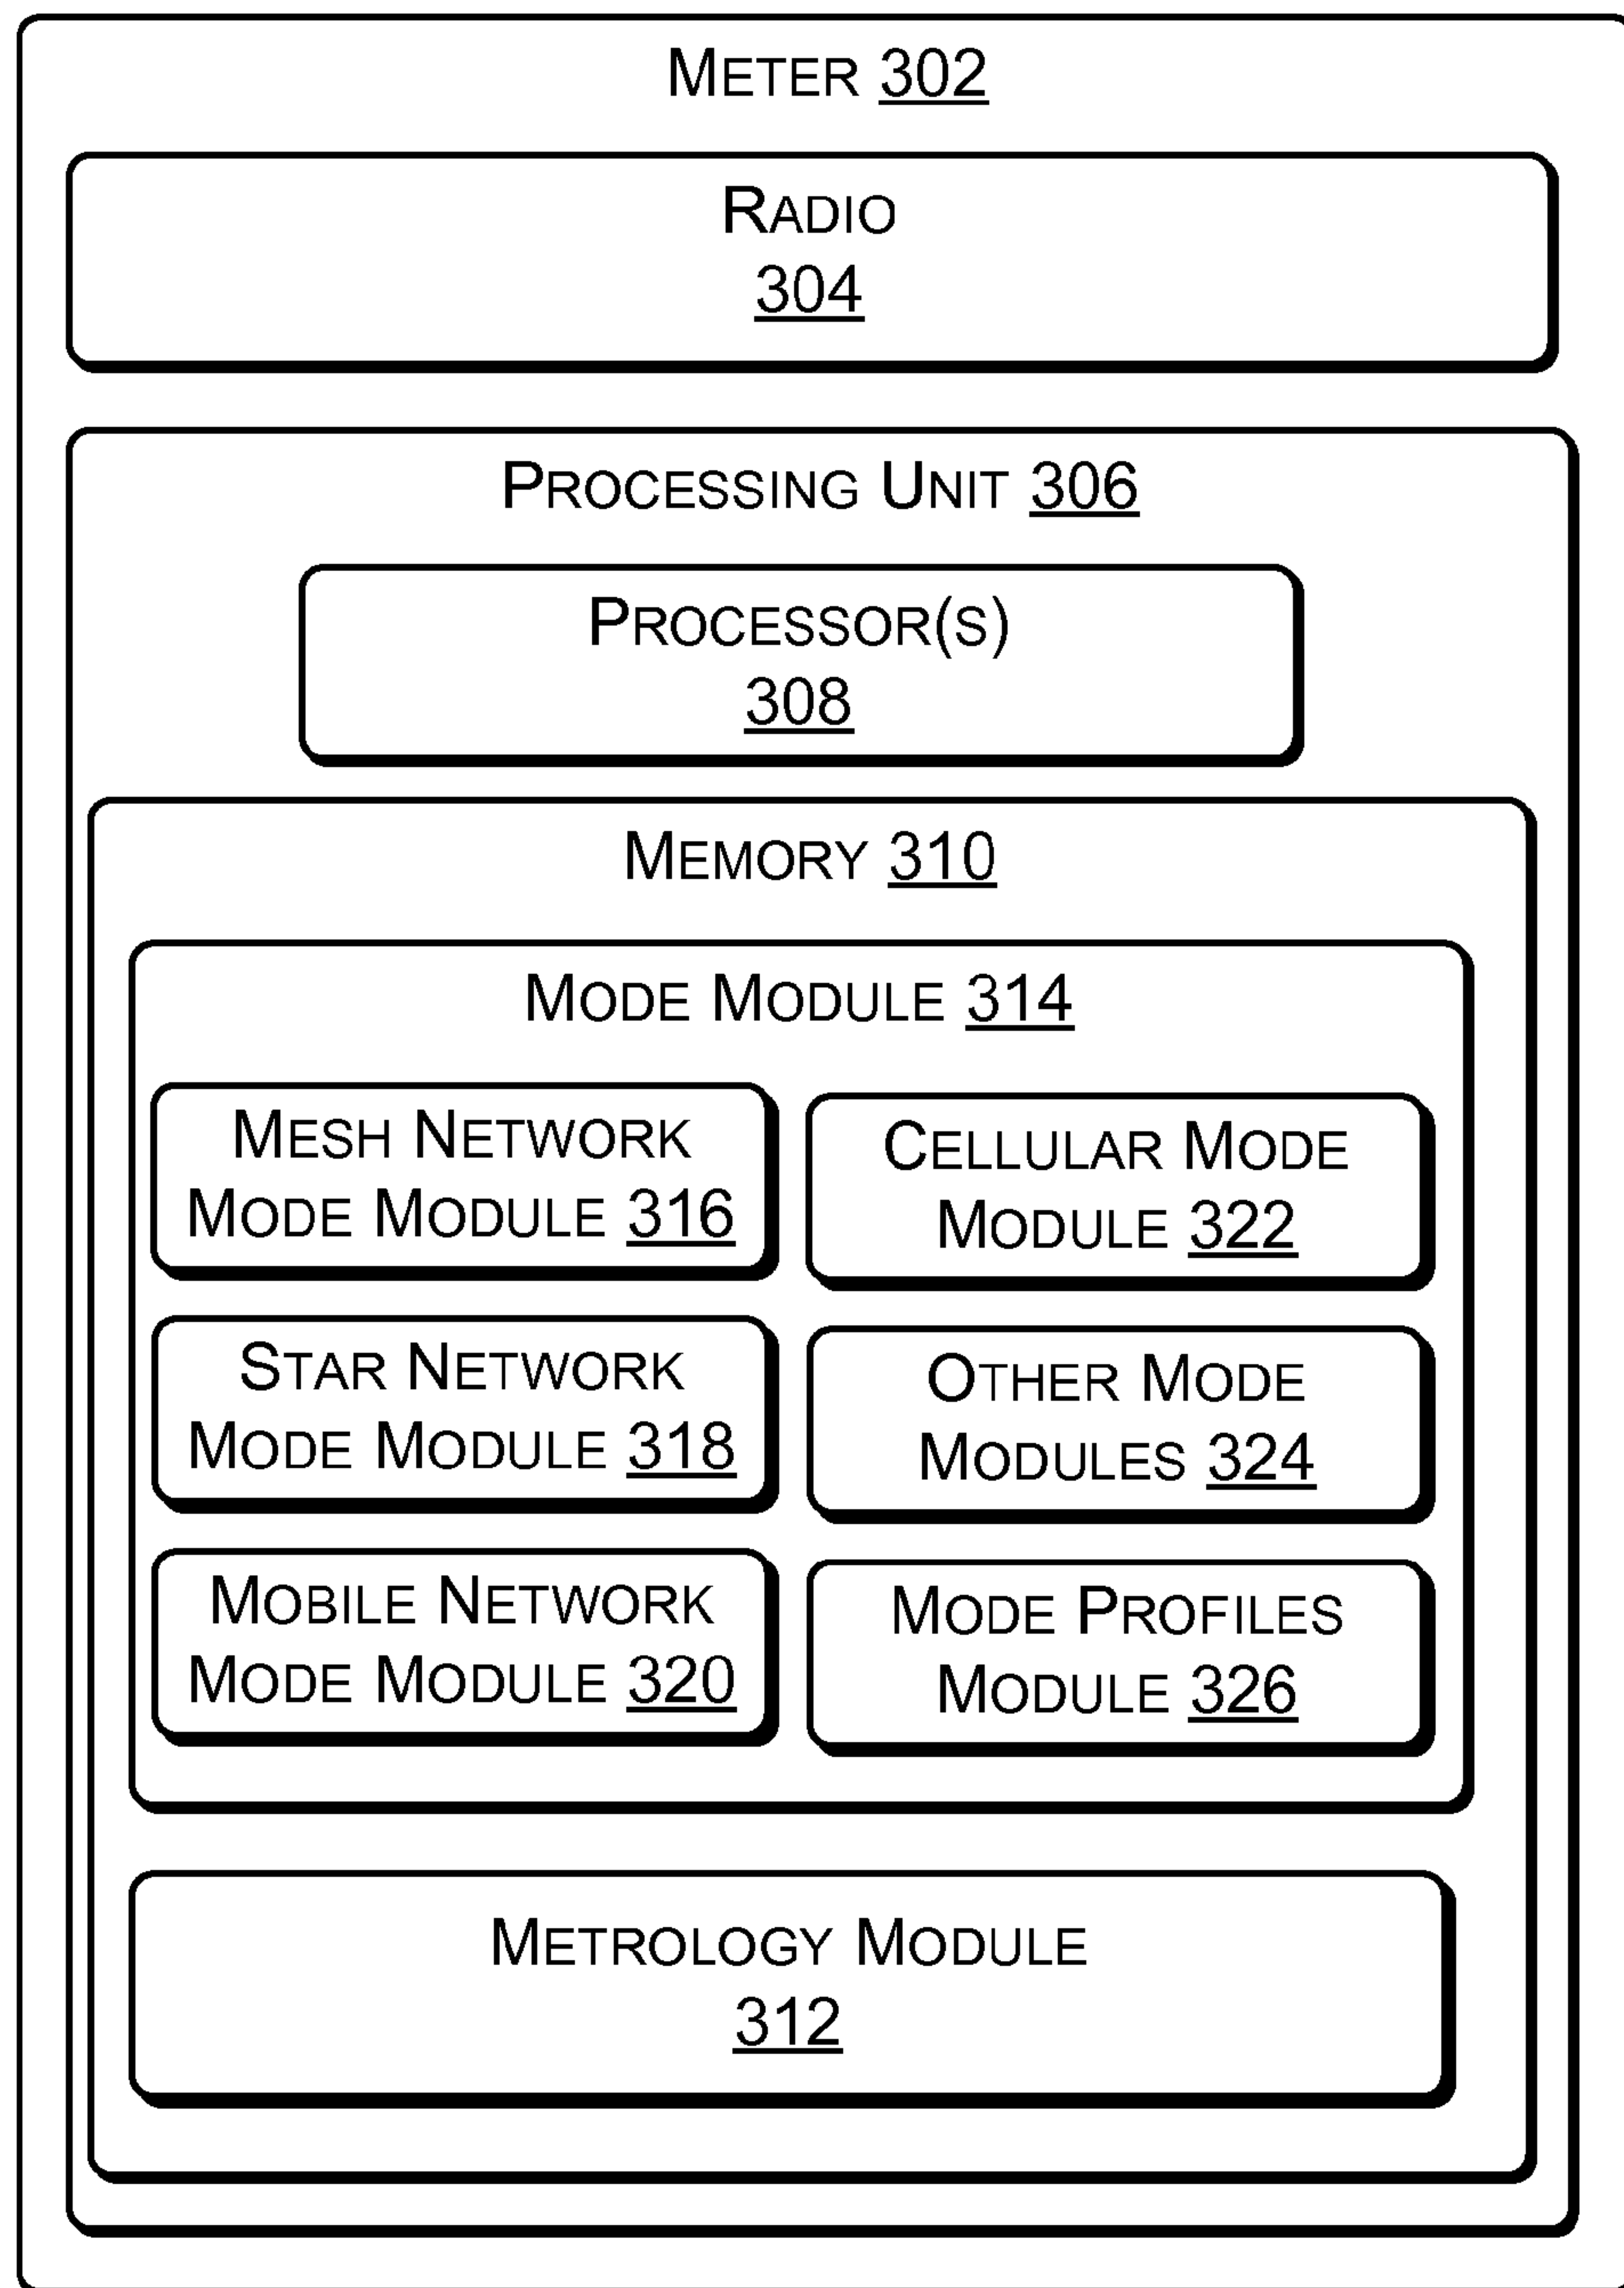 METER 302
RADIO
304
PROCESSING UNIT 306
PROCESSOR(S)
308
MEMORY 310
MODE MODULE 314
MESH NETWORK
MODE MODULE 316
CELLULAR MODE
MODULE 322
STAR NETWORK
MODE MODULE 318
OTHER MODE
MODULES 324
MOBILE NETWORK
MODE MODULE 320
MODE PROFILES
MODULE 326
METROLOGY MODULE
312